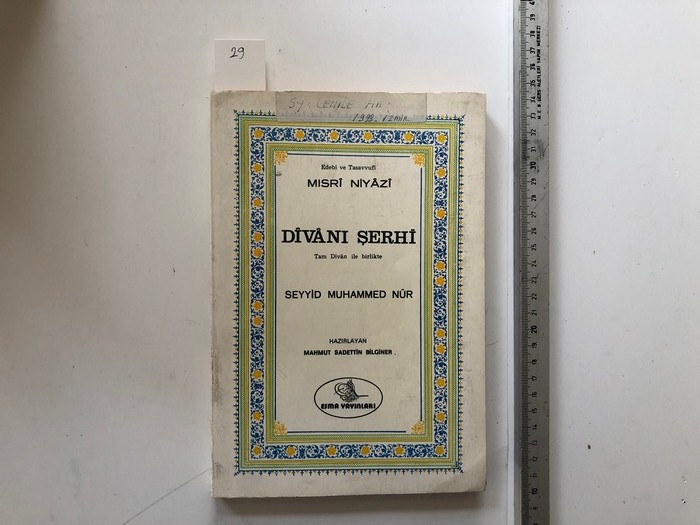 29
1998
Edebî ve Tasavvufî
MISRÎ NİYÂZÎ
DÎVÂNI ŞERHİ
Tam Dîvân ile birlikte
SEYYİD MUHAMMED NÛR
HAZIRLAYAN
MAHMUT SADETTİN BİLGİNER
ESMA YAYINLARI